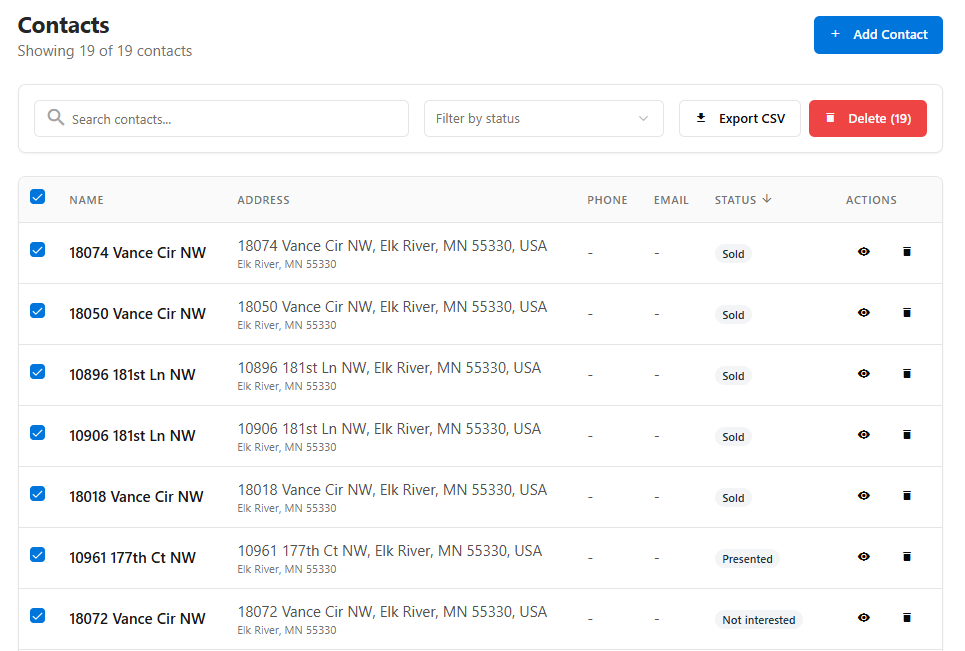 Contacts
Showing 19 of 19 contacts
+ Add Contact
Search contacts...
Filter by status
Export CSV
Delete (19)
NAME ADDRESS PHONE EMAIL STATUS ↓ ACTIONS
18074 Vance Cir NW 18074 Vance Cir NW, Elk River, MN 55330, USA - - Sold
Elk River, MN 55330
18050 Vance Cir NW 18050 Vance Cir NW, Elk River, MN 55330, USA - - Sold
Elk River, MN 55330
10896 181st Ln NW 10896 181st Ln NW, Elk River, MN 55330, USA - - Sold
Elk River, MN 55330
10906 181st Ln NW 10906 181st Ln NW, Elk River, MN 55330, USA - - Sold
Elk River, MN 55330
18018 Vance Cir NW 18018 Vance Cir NW, Elk River, MN 55330, USA - - Sold
Elk River, MN 55330
10961 177th Ct NW 10961 177th Ct NW, Elk River, MN 55330, USA - - Presented
Elk River, MN 55330
18072 Vance Cir NW 18072 Vance Cir NW, Elk River, MN 55330, USA - - Not interested
Elk River, MN 55330